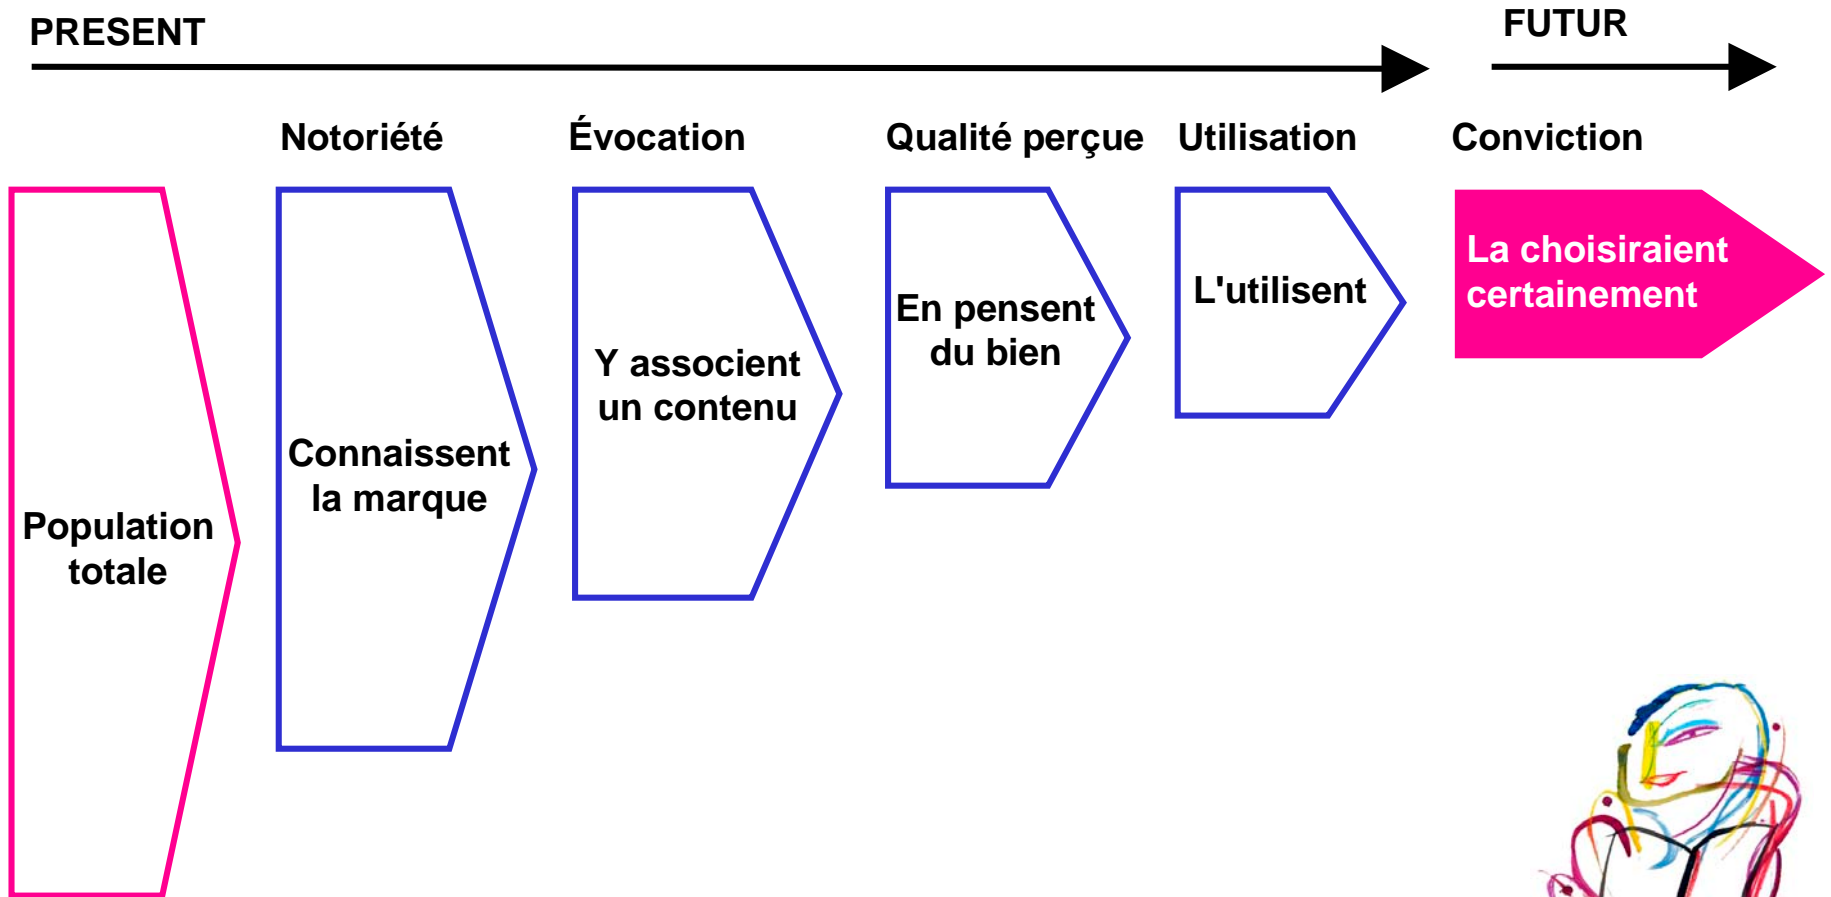 PRESENT
FUTUR
Notoriété
Évocation
Qualité perçue
Utilisation
Conviction
Population
totale
Connaissent
la marque
Y associent
un contenu
En pensent
du bien
L'utilisent
La choisiraient
certainement